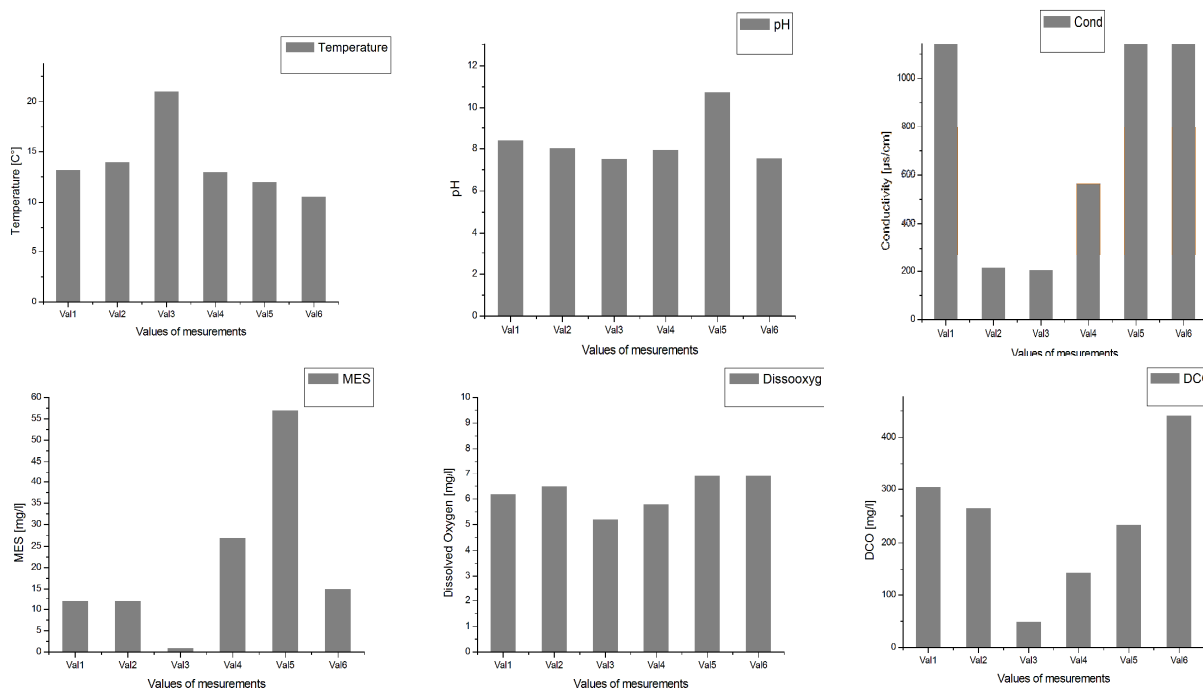 Temperature
20
15
10
5
0
Temperature [C°]
Val1 Val2 Val3 Val4 Val5 Val6
Values of mesurements
pH
12
10
8
6
4
2
0
pH
Val1 Val2 Val3 Val4 Val5 Val6
Values of mesurements
Cond
1000
800
600
400
200
0
Conductivity [µs/cm]
Val1 Val2 Val3 Val4 Val5 Val6
Values of mesurements
MES
60
55
50
45
40
35
30
25
20
15
10
5
0
MES [mg/l]
Val1 Val2 Val3 Val4 Val5 Val6
Values of mesurements
Dissooxyg
10
9
8
7
6
5
4
3
2
1
0
Dissolved Oxygen [mg/l]
Val1 Val2 Val3 Val4 Val5 Val6
Values of mesurements
DCO
400
300
200
100
0
DCO [mg/l]
Val1 Val2 Val3 Val4 Val5 Val6
Values of mesurements